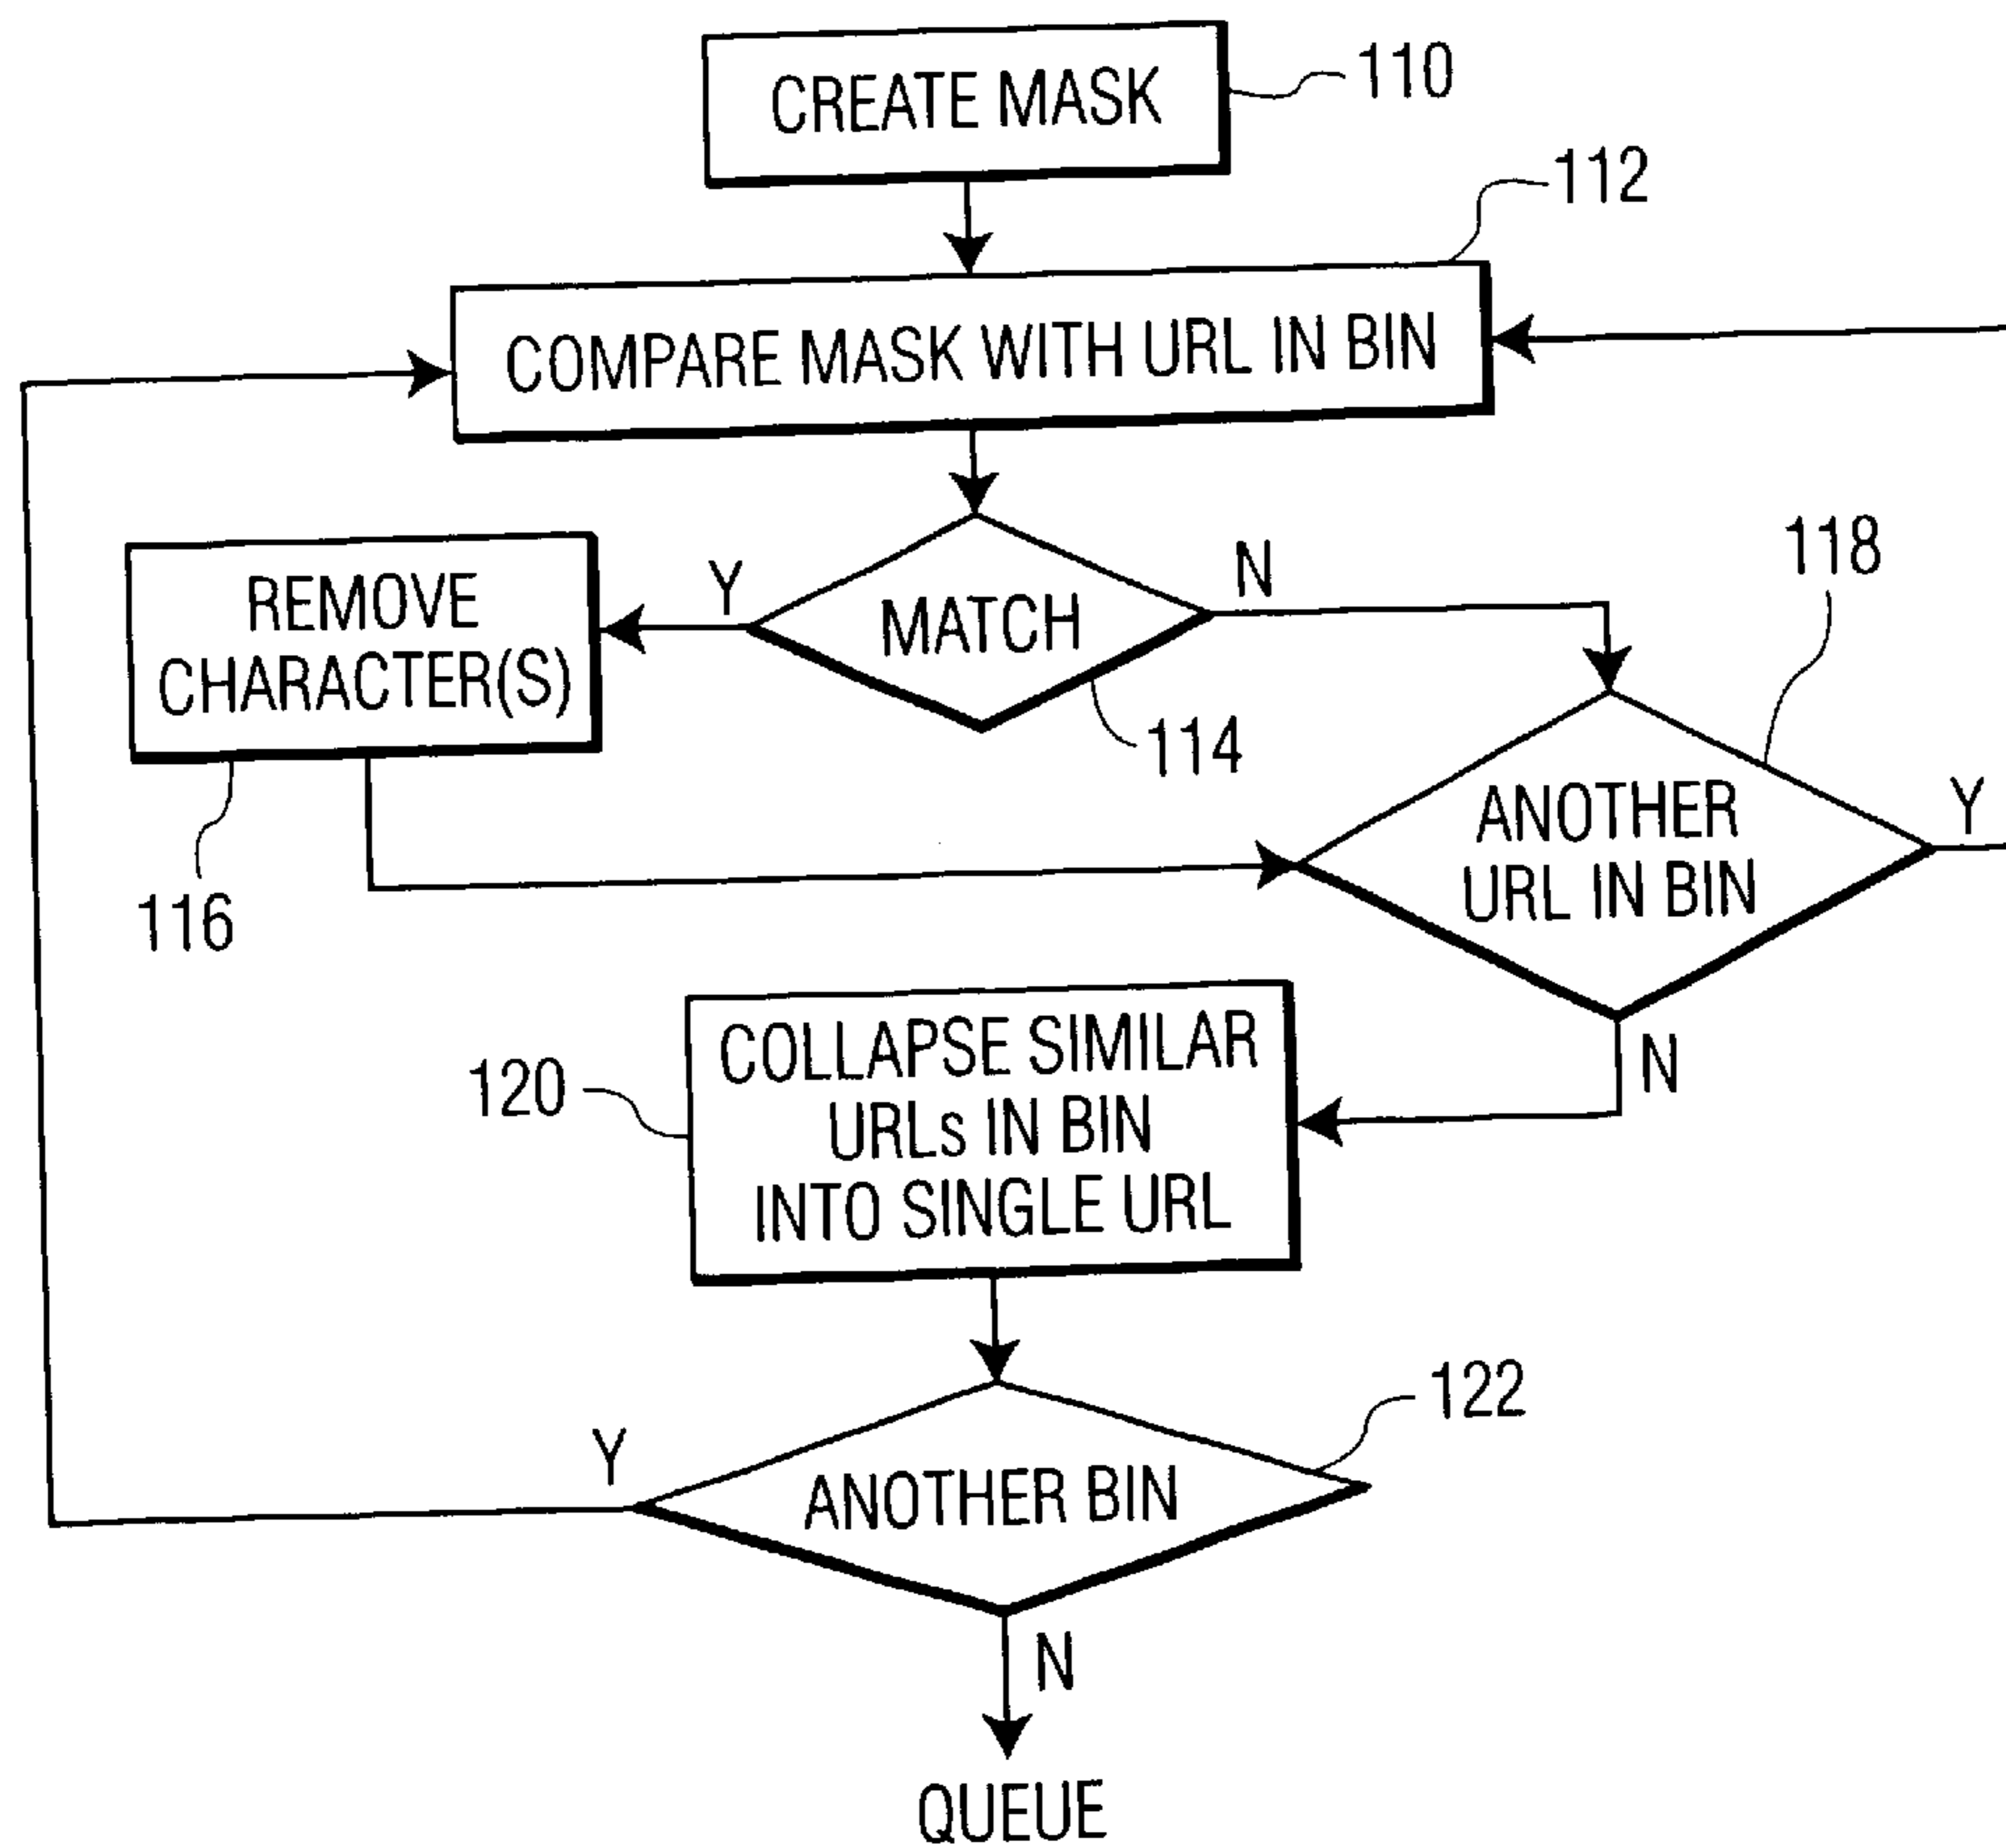 CREATE MASK
110
112
COMPARE MASK WITH URL IN BIN
Y
MATCH
N
118
REMOVE
CHARACTER(S)
114
116
ANOTHER
URL IN BIN
Y
N
120
COLLAPSE SIMILAR
URLs IN BIN
INTO SINGLE URL
122
Y
ANOTHER BIN
N
QUEUE